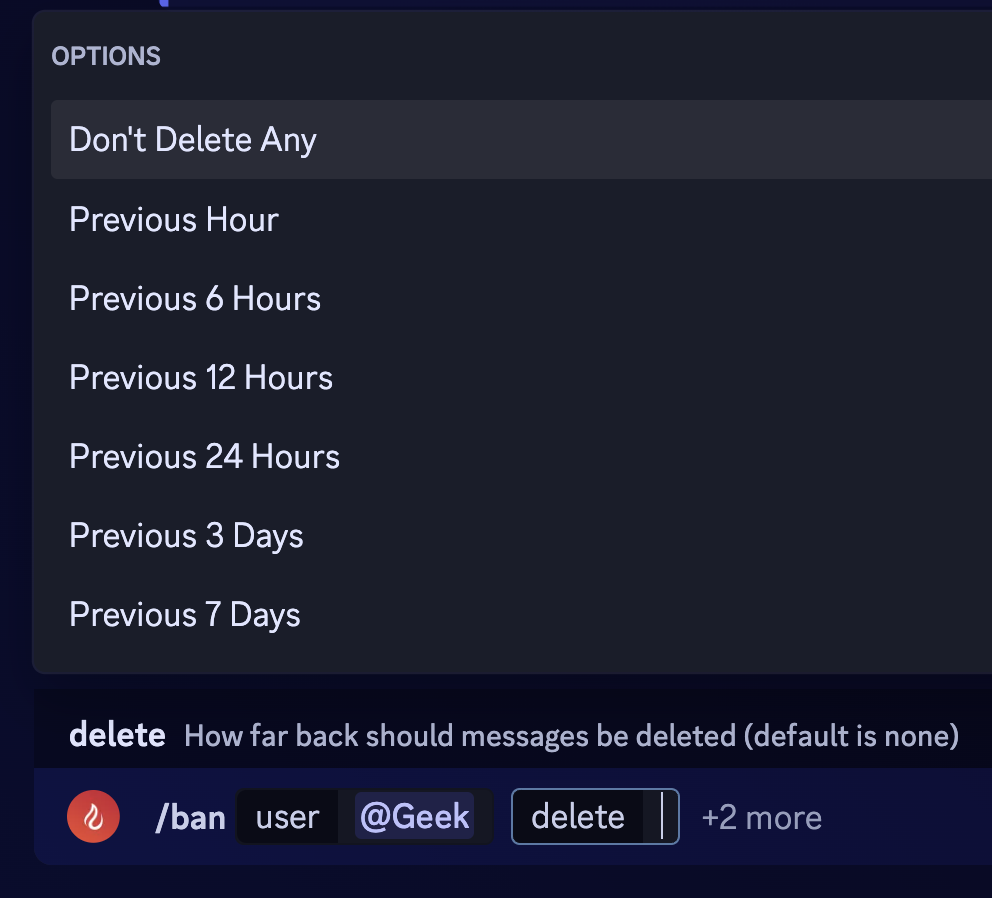 OPTIONS
Don't Delete Any
Previous Hour
Previous 6 Hours
Previous 12 Hours
Previous 24 Hours
Previous 3 Days
Previous 7 Days
delete How far back should messages be deleted (default is none)
/ban user @Geek delete +2 more